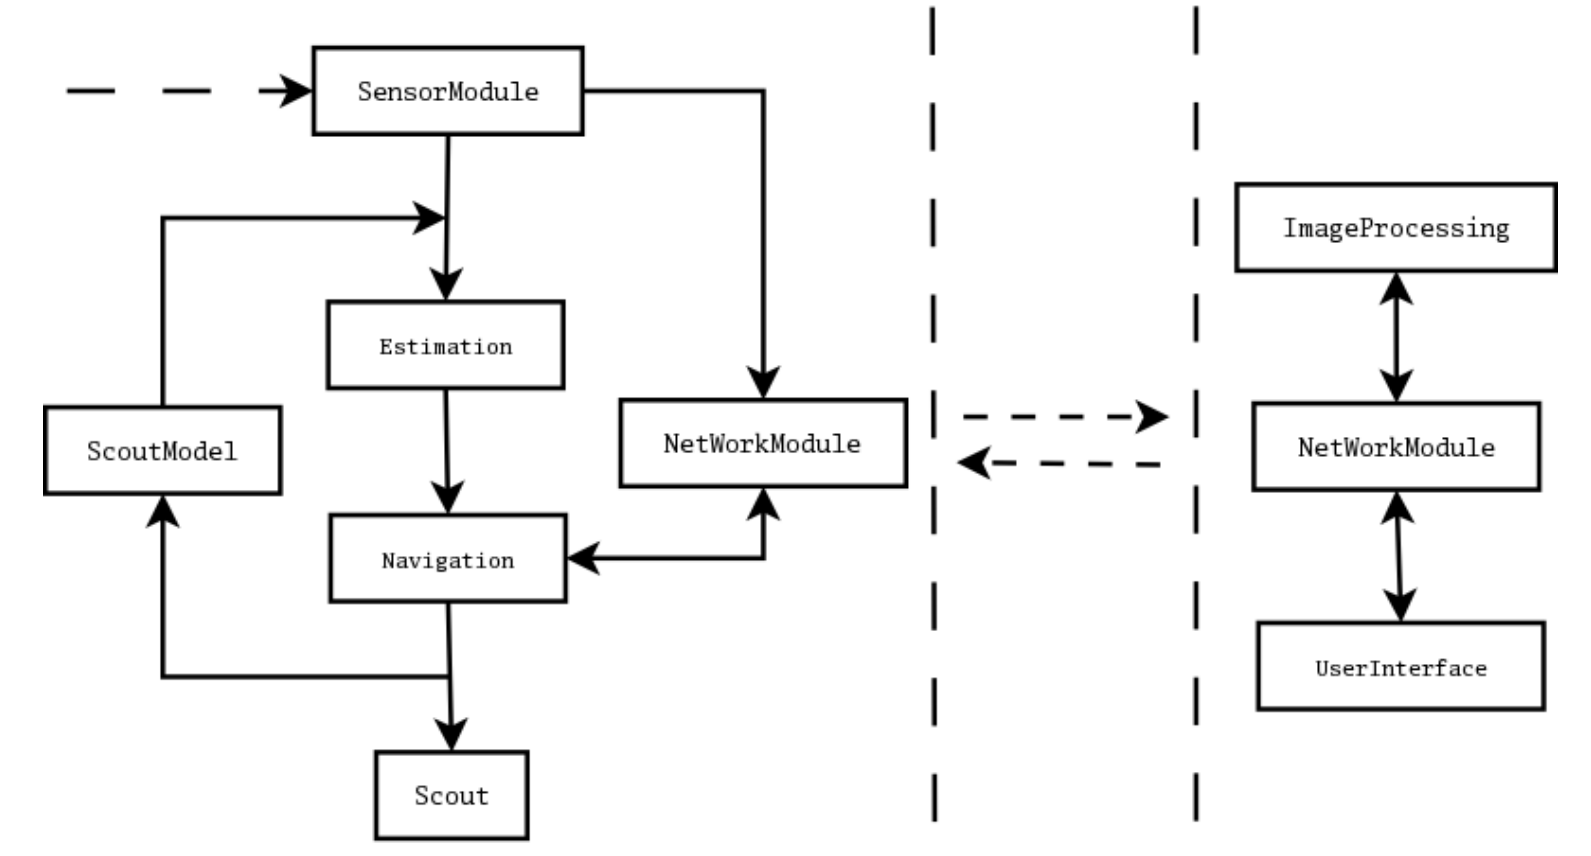 SensorModule
ImageProcessing
Estimation
ScoutModel
NetWorkModule
NetWorkModule
Navigation
UserInterface
Scout